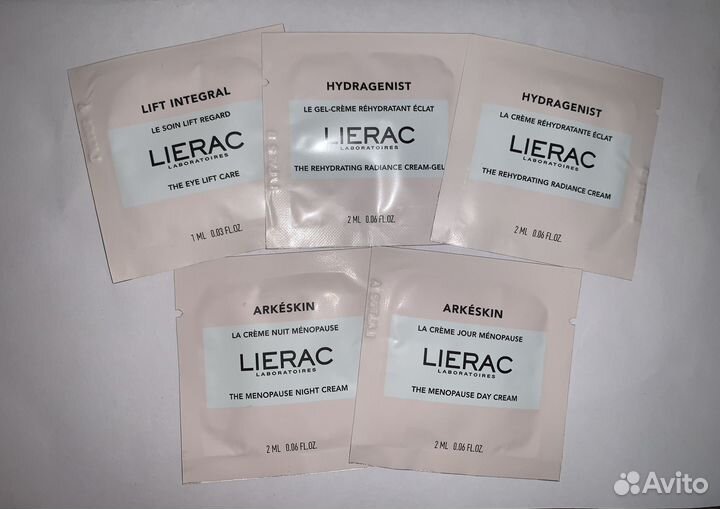 LIFT INTEGRAL
LE SOIN LIFT REGARD
LIERAC
LABORATOIRES
THE EYE LIFT CARE
1 ML 0.03 FL.OZ.
HYDRAGENIST
LE GEL-CRÈME RÉHYDRATANT ÉCLAT
LIERAC
LABORATOIRES
THE REHYDRATING RADIANCE CREAM-GEL
2 ML 0.06 FL.OZ.
HYDRAGENIST
LA CRÈME RÉHYDRATANTE ÉCLAT
LIERAC
LABORATOIRES
THE REHYDRATING RADIANCE CREAM
2 ML 0.06 FL.OZ.
ARKÉSKIN
LA CRÈME NUIT MÉNOPAUSE
LIERAC
LABORATOIRES
THE MENOPAUSE NIGHT CREAM
2 ML 0.06 FL.OZ.
ARKÉSKIN
LA CRÈME JOUR MÉNOPAUSE
LIERAC
LABORATOIRES
THE MENOPAUSE DAY CREAM
2 ML 0.06 FL.OZ.
Avito